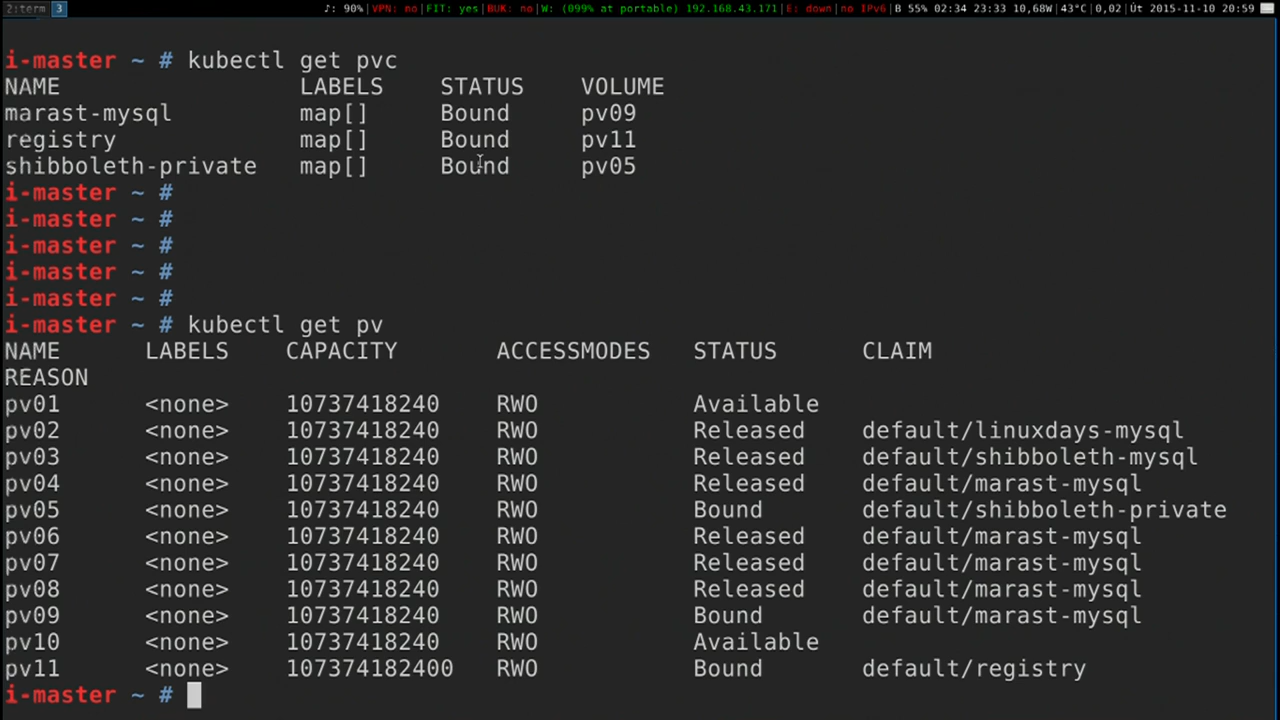 2:term 3 ♪: 90%|VPN: no|FIT: yes|BUK: no|W: (099% at portable) 192.168.43.171|E: down|no IPv6|B 55% 02:34 23:33 10,68W|43°C|0,02|Út 2015-11-10 20:59
i-master ~ # kubectl get pvc
NAME LABELS STATUS VOLUME
marast-mysql map[] Bound pv09
registry map[] Bound pv11
shibboleth-private map[] Bound pv05
i-master ~ #
i-master ~ #
i-master ~ #
i-master ~ #
i-master ~ #
i-master ~ # kubectl get pv
NAME LABELS CAPACITY ACCESSMODES STATUS CLAIM
REASON
pv01 <none> 10737418240 RWO Available
pv02 <none> 10737418240 RWO Released default/linuxdays-mysql
pv03 <none> 10737418240 RWO Released default/shibboleth-mysql
pv04 <none> 10737418240 RWO Released default/marast-mysql
pv05 <none> 10737418240 RWO Bound default/shibboleth-private
pv06 <none> 10737418240 RWO Released default/marast-mysql
pv07 <none> 10737418240 RWO Released default/marast-mysql
pv08 <none> 10737418240 RWO Released default/marast-mysql
pv09 <none> 10737418240 RWO Bound default/marast-mysql
pv10 <none> 10737418240 RWO Available
pv11 <none> 107374182400 RWO Bound default/registry
i-master ~ #